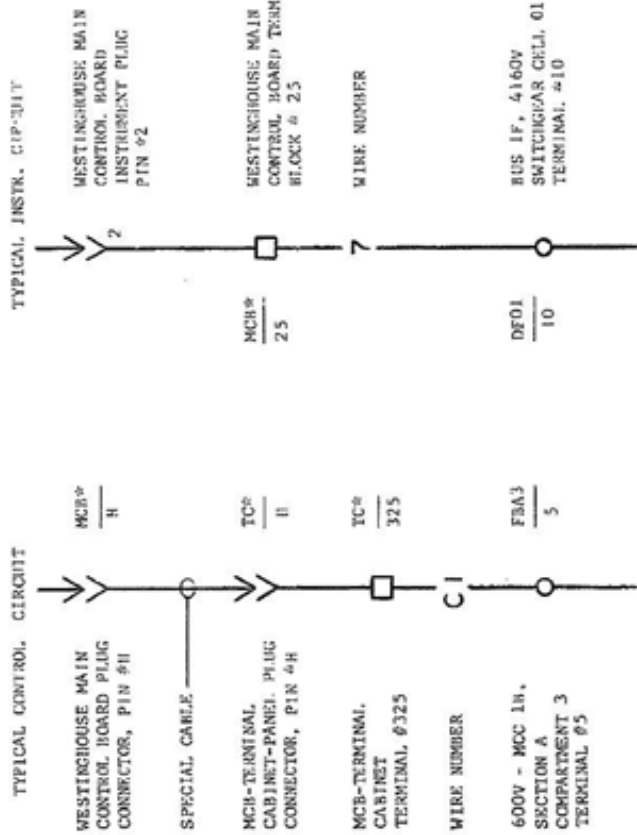 TYPICAL CONTROL CIRCUIT
WESTINGHOUSE MAIN
CONTROL BOARD PLUG
CONNECTOR, PIN #H
MCB*
H
SPECIAL CABLE
MCB-TERMINAL
CABINET-PANEL PLUG
CONNECTOR, PIN #H
TC*
H
MCB-TERMINAL
CABINET
TERMINAL #325
TC*
325
WIRE NUMBER
C1
600V - MCC 1B,
SECTION A
COMPARTMENT 3
TERMINAL #5
FBA3
5
TYPICAL INSTR. CIRCUIT
WESTINGHOUSE MAIN
CONTROL BOARD
INSTRUMENT PLUG
PIN #2
2
MCB*
25
WESTINGHOUSE MAIN
CONTROL BOARD TERM
BLOCK # 25
7
WIRE NUMBER
DF01
10
BUS 1F, 4160V
SWITCHGEAR CELL 01
TERMINAL #10